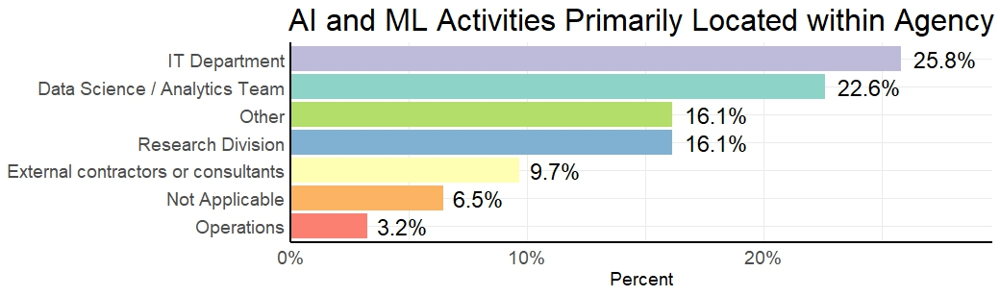 AI and ML Activities Primarily Located within Agency
IT Department 25.8%
Data Science / Analytics Team 22.6%
Other 16.1%
Research Division 16.1%
External contractors or consultants 9.7%
Not Applicable 6.5%
Operations 3.2%
0% 10% 20%
Percent